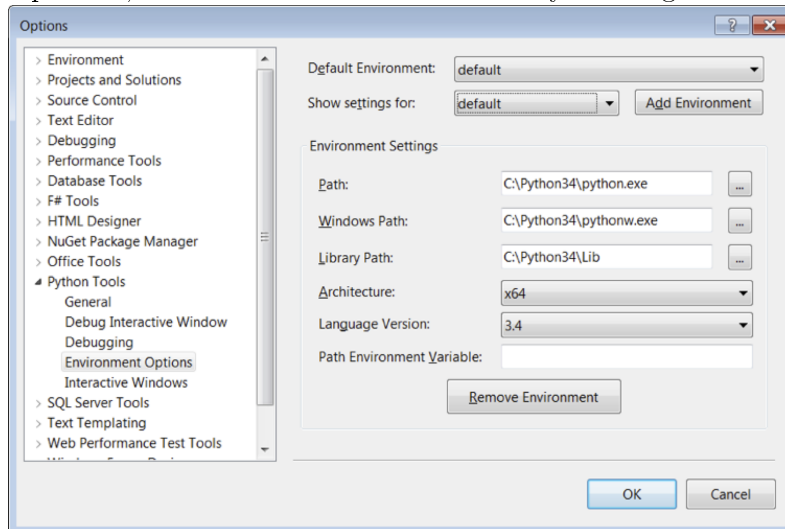 Options
Environment
Projects and Solutions
Source Control
Text Editor
Debugging
Performance Tools
Database Tools
F# Tools
HTML Designer
NuGet Package Manager
Office Tools
Python Tools
General
Debug Interactive Window
Debugging
Environment Options
Interactive Windows
SQL Server Tools
Text Templating
Web Performance Test Tools
Default Environment: default
Show settings for: default Add Environment
Environment Settings
Path: C:\Python34\python.exe ...
Windows Path: C:\Python34\pythonw.exe ...
Library Path: C:\Python34\Lib ...
Architecture: x64
Language Version: 3.4
Path Environment Variable:
Remove Environment
OK Cancel